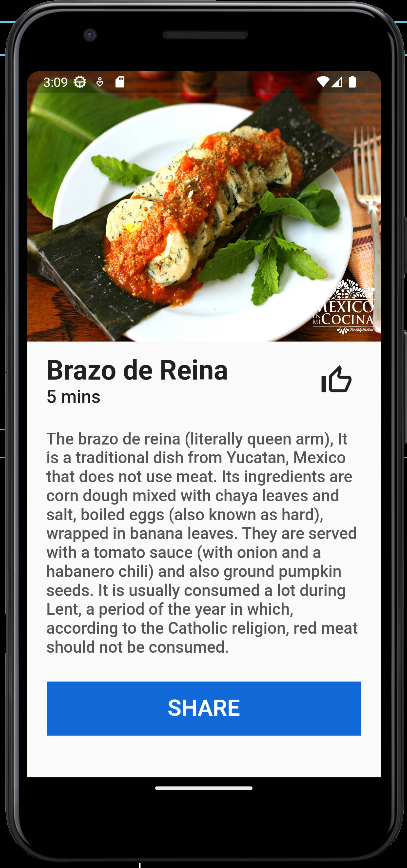 3:09
MEXICO
EN MI
COCINA
Brazo de Reina
5 mins
The brazo de reina (literally queen arm), It
is a traditional dish from Yucatan, Mexico
that does not use meat. Its ingredients are
corn dough mixed with chaya leaves and
salt, boiled eggs (also known as hard),
wrapped in banana leaves. They are served
with a tomato sauce (with onion and a
habanero chili) and also ground pumpkin
seeds. It is usually consumed a lot during
Lent, a period of the year in which,
according to the Catholic religion, red meat
should not be consumed.
SHARE